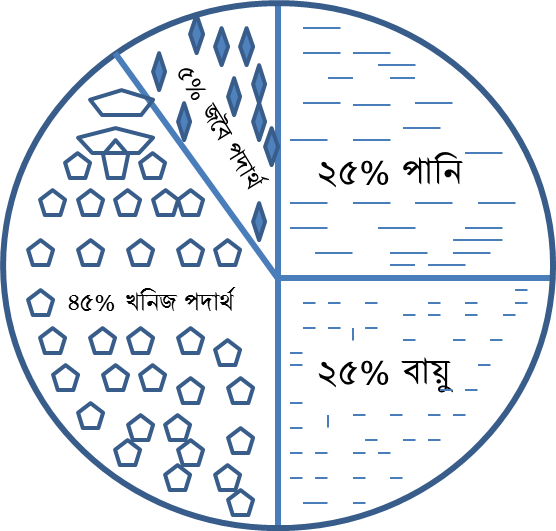 ৫% জৈব পদার্থ
২৫% পানি
৪৫% খনিজ পদার্থ
২৫% বায়ু